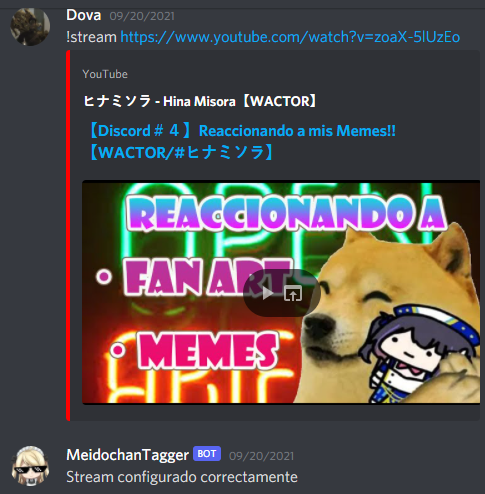 Dova 09/20/2021
!stream https://www.youtube.com/watch?v=zoaX-5lUzEo
YouTube
ヒナミソラ - Hina Misora【WACTOR】
【Discord＃４】Reaccionando a mis Memes!!
【WACTOR/#ヒナミソラ】
REACCIONANDO A
• FAN ART
• MEMES
MeidochanTagger BOT 09/20/2021
Stream configurado correctamente